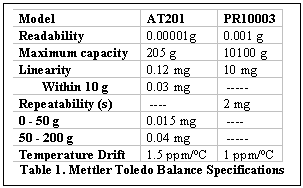 Model AT201 PR10003
Readability 0.00001g 0.001 g
Maximum capacity 205 g 10100 g
Linearity 0.12 mg 10 mg
Within 10 g 0.03 mg -----
Repeatability (s) ---- 2 mg
0 - 50 g 0.015 mg ----
50 - 200 g 0.04 mg -----
Temperature Drift 1.5 ppm/ºC 1 ppm/ºC
Table 1. Mettler Toledo Balance Specifications